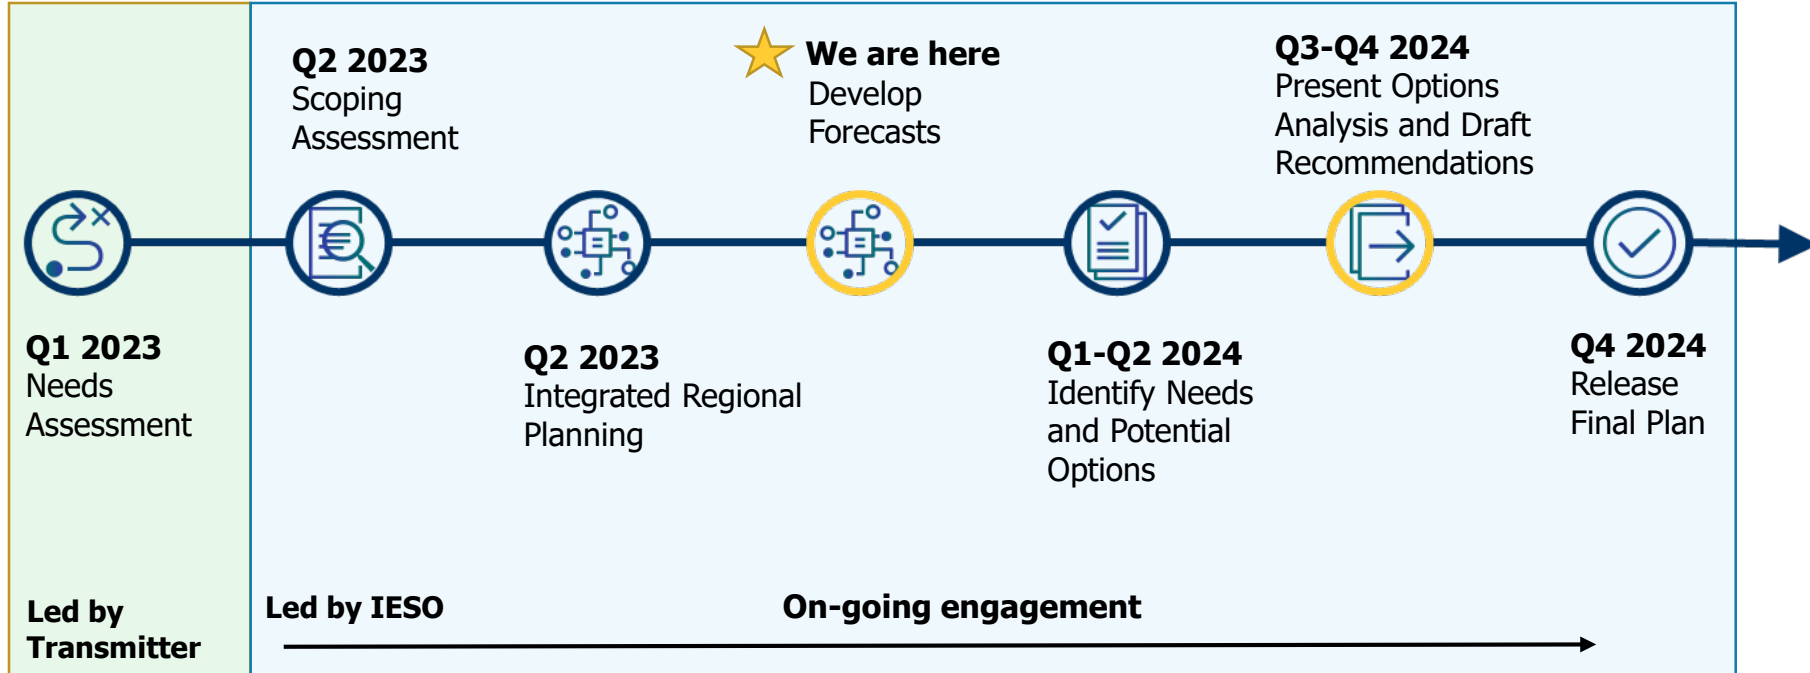 Q1 2023
Needs
Assessment
Q2 2023
Scoping
Assessment
Q2 2023
Integrated Regional
Planning
We are here
Develop
Forecasts
Q1-Q2 2024
Identify Needs
and Potential
Options
Q3-Q4 2024
Present Options
Analysis and Draft
Recommendations
Q4 2024
Release
Final Plan
Led by
Transmitter
Led by IESO
On-going engagement